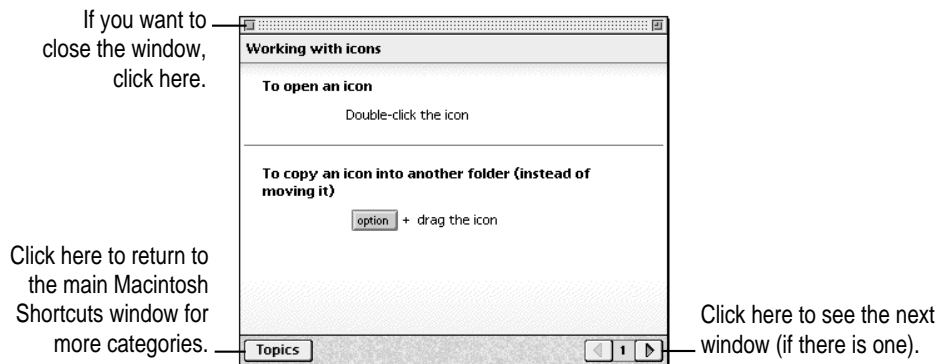 If you want to
close the window,
click here.
Working with icons
To open an icon
Double-click the icon
To copy an icon into another folder (instead of
moving it)
option + drag the icon
Click here to return to
the main Macintosh
Shortcuts window for
more categories.
Topics
1
Click here to see the next
window (if there is one).